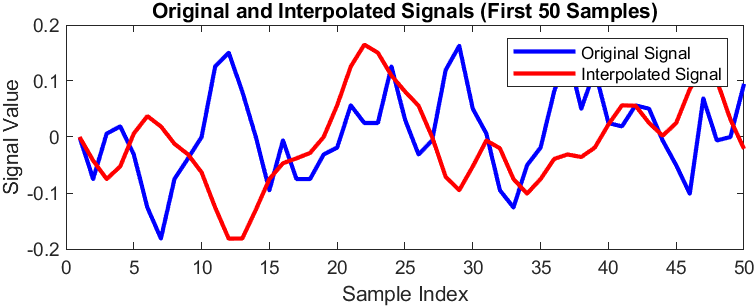 Original and Interpolated Signals (First 50 Samples)
0.2
0.1
0
-0.1
-0.2
Signal Value
Original Signal
Interpolated Signal
0 5 10 15 20 25 30 35 40 45 50
Sample Index